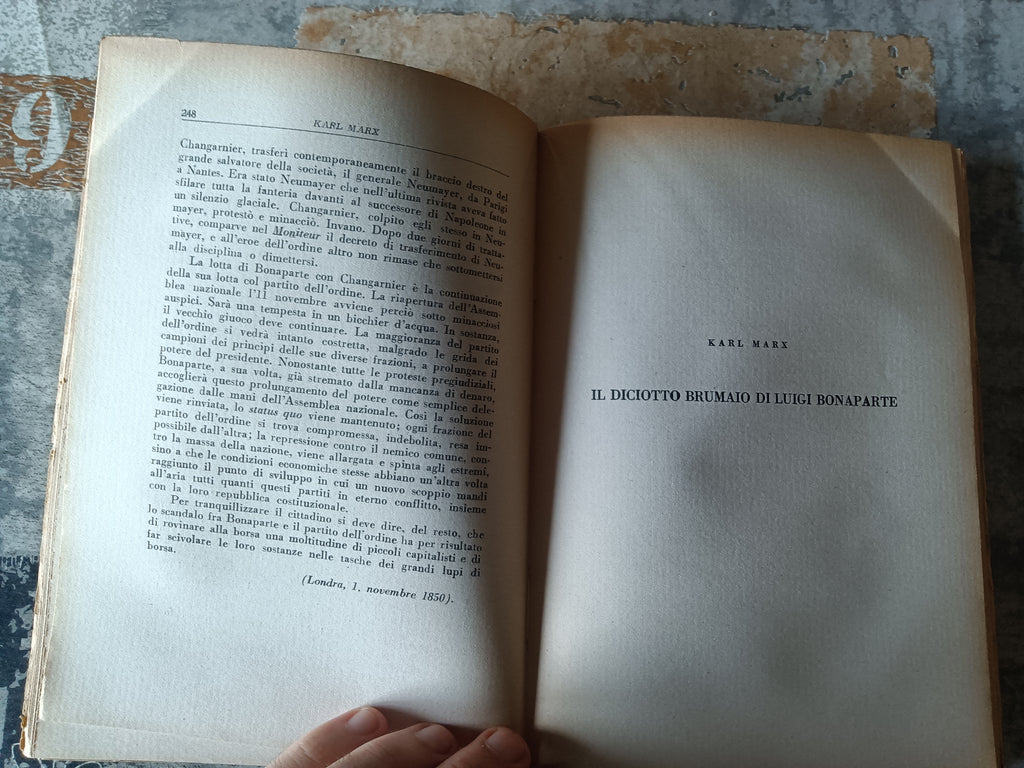 9
248
KARL MARX
Changarnier, trasferì contemporaneamente il braccio destro del
grande salvatore della società, il generale Neumayer, da Parigi
a Nantes. Era stato Neumayer che nell'ultima rivista aveva fatto
sfilare tutta la fanteria davanti al successore di Napoleone in
un silenzio glaciale. Changarnier, colpito egli stesso in Neu-
mayer, protestò e minacciò. Invano. Dopo due giorni di tratta-
tive, comparve nel Moniteur il decreto di trasferimento di Neu-
mayer, e all'eroe dell'ordine altro non rimase che sottomettersi
alla disciplina o dimettersi.
La lotta di Bonaparte con Changarnier è la continuazione
della sua lotta col partito dell'ordine. La riapertura dell'Assem-
blea nazionale l'11 novembre avviene perciò sotto minacciosi
auspici. Sarà una tempesta in un bicchier d'acqua. In sostanza,
il vecchio giuoco deve continuare. La maggioranza del partito
dell'ordine si vedrà intanto costretta, malgrado le grida dei
campioni dei principi delle sue diverse frazioni, a prolungare il
potere del presidente. Nonostante tutte le proteste pregiudiziali,
Bonaparte, a sua volta, già stremato dalla mancanza di denaro,
accoglierà questo prolungamento del potere come semplice dele-
gazione dalle mani dell'Assemblea nazionale. Così la soluzione
viene rinviata, lo status quo viene mantenuto; ogni frazione del
partito dell'ordine si trova compromessa, indebolita, resa im-
possibile dall'altra; la repressione contro il nemico comune, con-
tro la massa della nazione, viene allargata e spinta agli estremi,
sino a che le condizioni economiche stesse abbiano un'altra volta
raggiunto il punto di sviluppo in cui un nuovo scoppio mandi
all'aria tutti quanti questi partiti in eterno conflitto, insieme
con la loro repubblica costituzionale.
Per tranquillizzare il cittadino si deve dire, del resto, che
lo scandalo fra Bonaparte e il partito dell'ordine ha per risultato
di rovinare alla borsa una moltitudine di piccoli capitalisti e di
far scivolare le loro sostanze nelle tasche dei grandi lupi di
borsa.
(Londra, 1. novembre 1850).
KARL MARX
IL DICIOTTO BRUMAIO DI LUIGI BONAPARTE